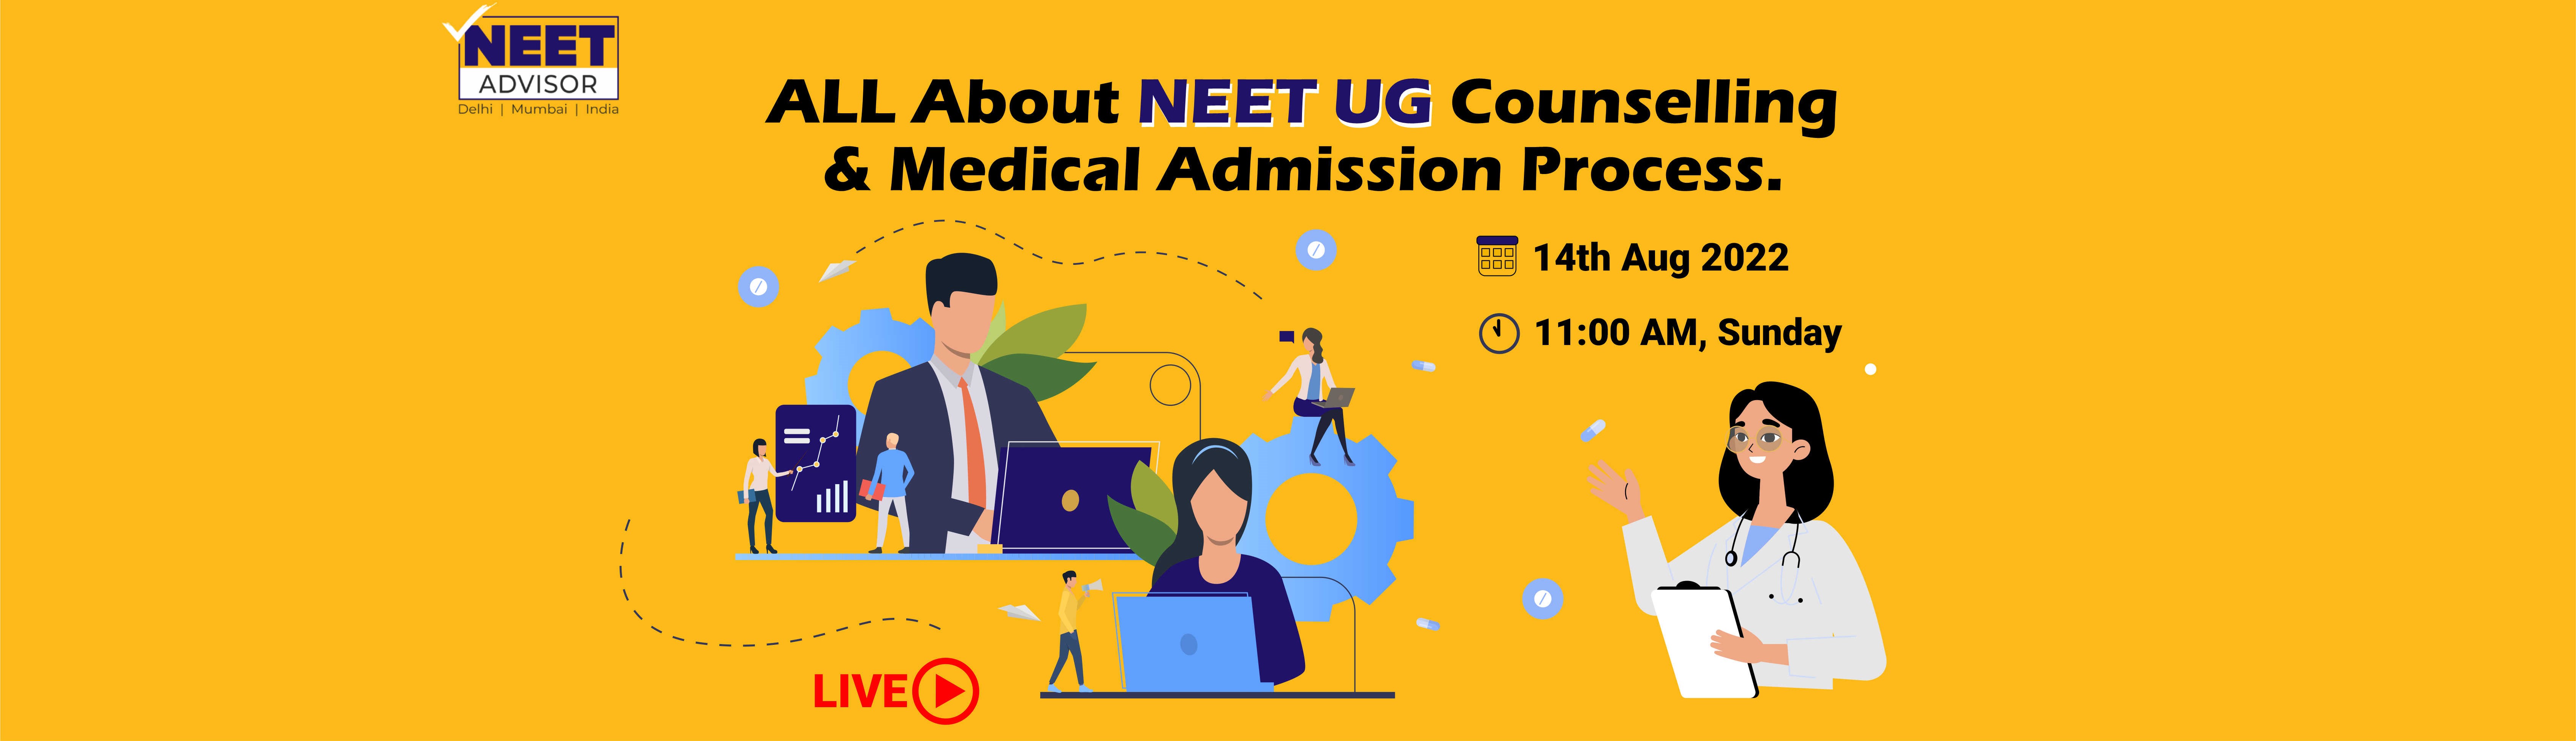 NEET
ADVISOR
Delhi | Mumbai | India
ALL About NEET UG Counselling
& Medical Admission Process.
14th Aug 2022
11:00 AM, Sunday
LIVE